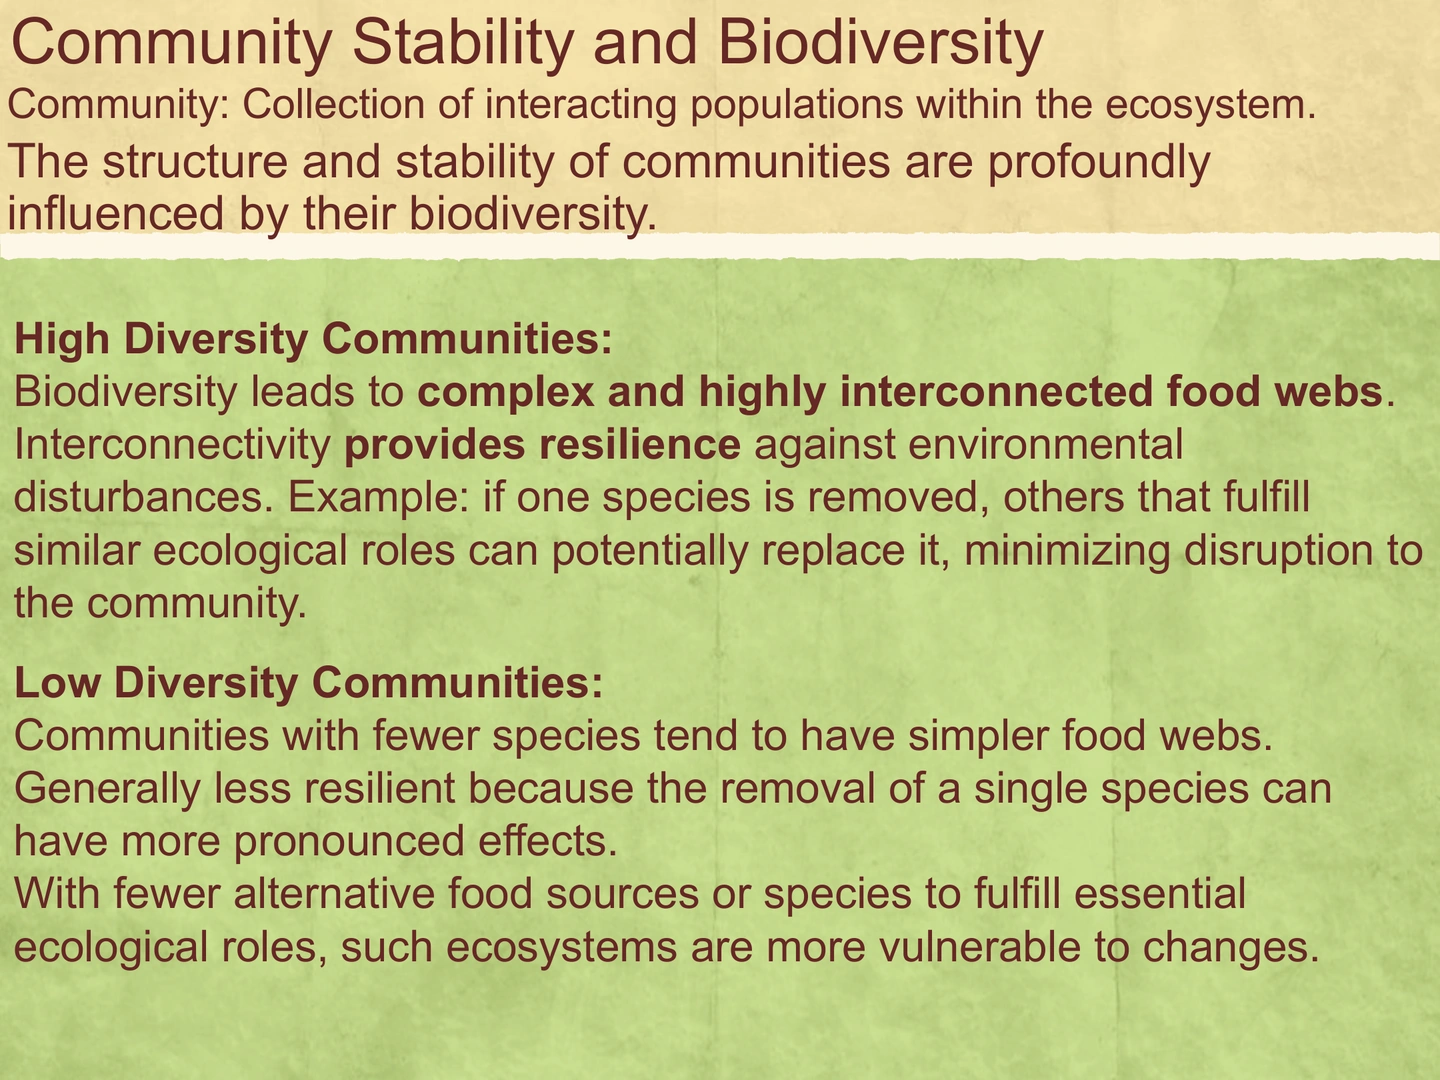 Community Stability and Biodiversity
Community: Collection of interacting populations within the ecosystem.
The structure and stability of communities are profoundly
influenced by their biodiversity.
High Diversity Communities:
Biodiversity leads to complex and highly interconnected food webs.
Interconnectivity provides resilience against environmental
disturbances. Example: if one species is removed, others that fulfill
similar ecological roles can potentially replace it, minimizing disruption to
the community.
Low Diversity Communities:
Communities with fewer species tend to have simpler food webs.
Generally less resilient because the removal of a single species can
have more pronounced effects.
With fewer alternative food sources or species to fulfill essential
ecological roles, such ecosystems are more vulnerable to changes.